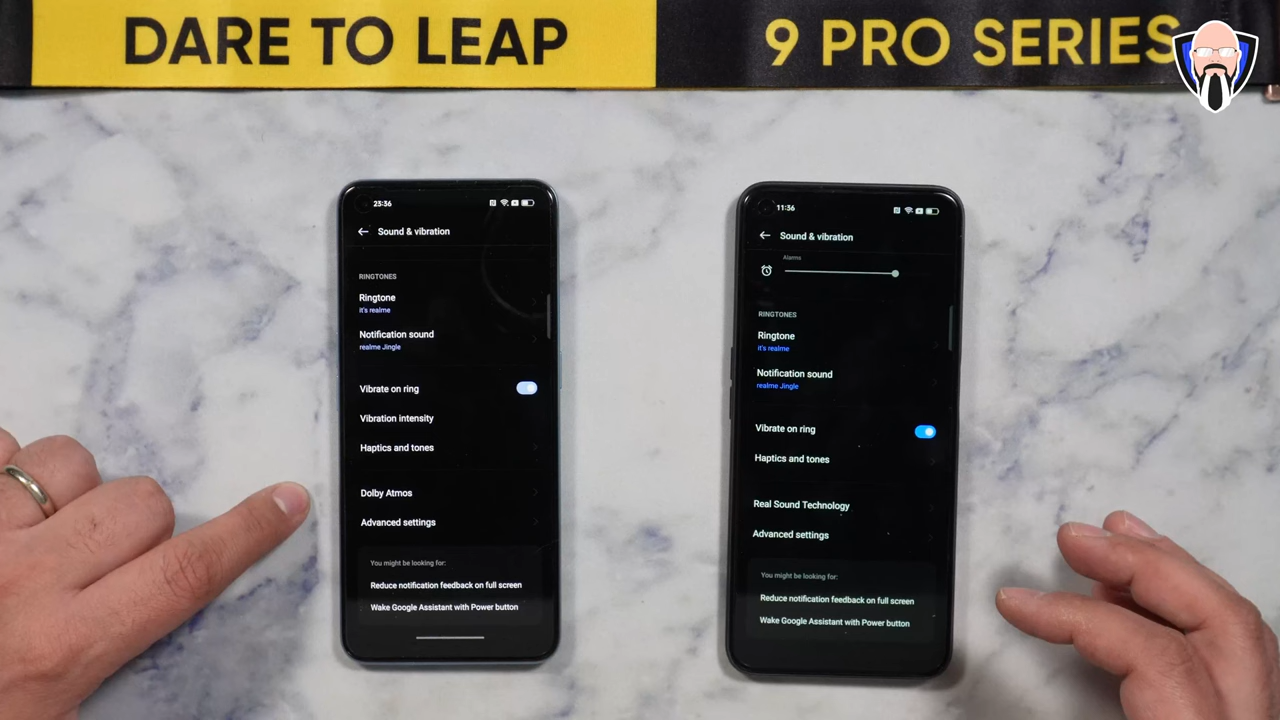 DARE TO LEAP
9 PRO SERIES
23:36
Sound & vibration
RINGTONES
Ringtone
it's realme
Notification sound
realme Jingle
Vibrate on ring
Vibration intensity
Haptics and tones
Dolby Atmos
Advanced settings
You might be looking for:
Reduce notification feedback on full screen
Wake Google Assistant with Power button
11:36
Sound & vibration
Alarms
RINGTONES
Ringtone
it's realme
Notification sound
realme Jingle
Vibrate on ring
Haptics and tones
Real Sound Technology
Advanced settings
You might be looking for:
Reduce notification feedback on full screen
Wake Google Assistant with Power button